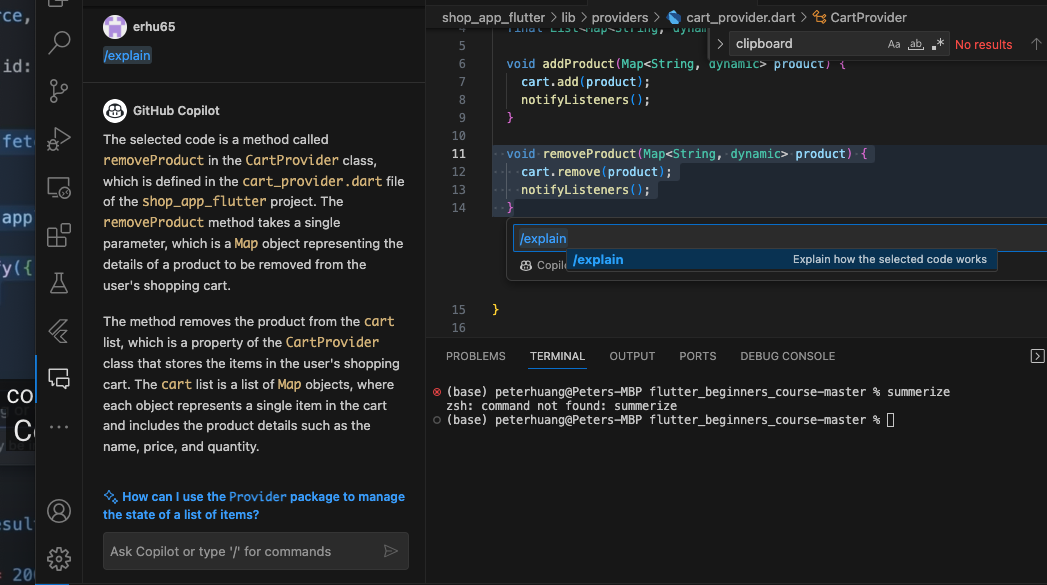 rce,
id:
fet
app
y({
co
C
esult
= 200
erhu65
/explain
GitHub Copilot
The selected code is a method called
removeProduct in the CartProvider class,
which is defined in the cart_provider.dart file
of the shop_app_flutter project. The
removeProduct method takes a single
parameter, which is a Map object representing the
details of a product to be removed from the
user's shopping cart.
The method removes the product from the cart
list, which is a property of the CartProvider
class that stores the items in the user's shopping
cart. The cart list is a list of Map objects, where
each object represents a single item in the cart
and includes the product details such as the
name, price, and quantity.
How can I use the Provider package to manage
the state of a list of items?
Ask Copilot or type '/' for commands
shop_app_flutter > lib > providers > cart_provider.dart > CartProvider
clipboard Aa ab .* No results
4 final List<Map<String, dynam
5
6 void addProduct(Map<String, dynamic> product) {
7 cart.add(product);
8 notifyListeners();
9 }
10
11 void removeProduct(Map<String, dynamic> product) {
12 cart.remove(product);
13 notifyListeners();
14 }
/explain
Copil
/explain Explain how the selected code works
15 }
16
PROBLEMS TERMINAL OUTPUT PORTS DEBUG CONSOLE
(base) peterhuang@Peters-MBP flutter_beginners_course-master % summerize
zsh: command not found: summerize
(base) peterhuang@Peters-MBP flutter_beginners_course-master %